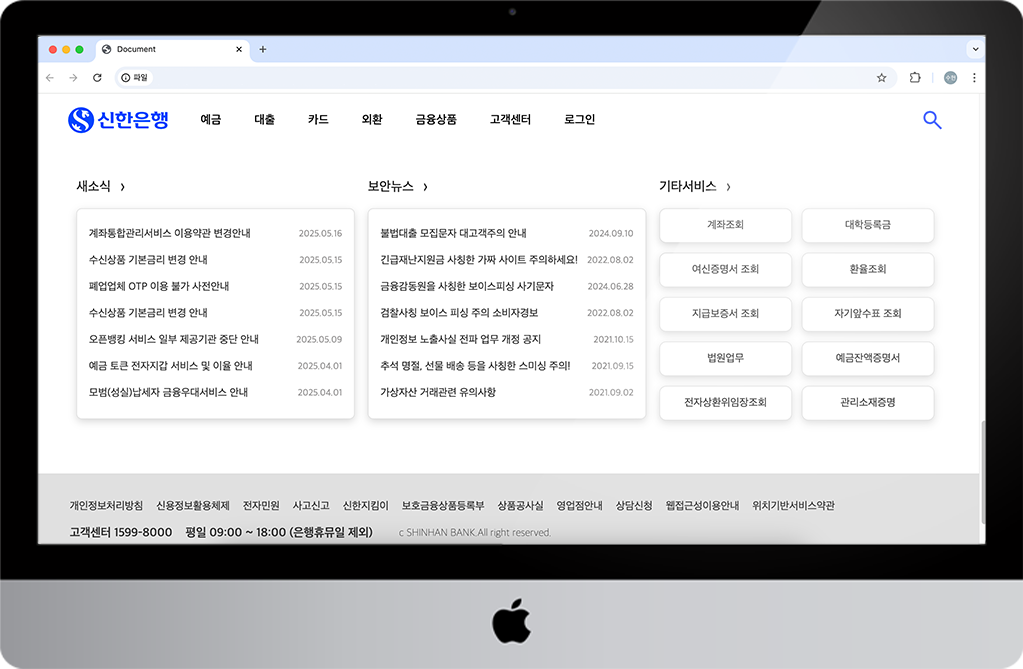 Document
파일
신한은행 예금 대출 카드 외환 금융상품 고객센터 로그인
새소식 ›
계좌통합관리서비스 이용약관 변경안내 2025.05.16
수신상품 기본금리 변경 안내 2025.05.15
폐업업체 OTP 이용 불가 사전안내 2025.05.15
수신상품 기본금리 변경 안내 2025.05.15
오픈뱅킹 서비스 일부 제공기관 중단 안내 2025.05.09
예금 토큰 전자지갑 서비스 및 이율 안내 2025.04.01
모범(성실)납세자 금융우대서비스 안내 2025.04.01
보안뉴스 ›
불법대출 모집문자 대고객주의 안내 2024.09.10
긴급재난지원금 사칭한 가짜 사이트 주의하세요! 2022.08.02
금융감동원을 사칭한 보이스피싱 사기문자 2024.06.28
검찰사칭 보이스 피싱 주의 소비자경보 2022.08.02
개인정보 노출사실 전파 업무 개정 공지 2021.10.15
추석 명절, 선물 배송 등을 사칭한 스미싱 주의! 2021.09.15
가상자산 거래관련 유의사항 2021.09.02
기타서비스 ›
계좌조회 대학등록금
여신증명서 조회 환율조회
지급보증서 조회 자기앞수표 조회
법원업무 예금잔액증명서
전자상환위임장조회 관리소재증명
개인정보처리방침 신용정보활용체제 전자민원 사고신고 신한지킴이 보호금융상품등록부 상품공사실 영업점안내 상담신청 웹접근성이용안내 위치기반서비스약관
고객센터 1599-8000 평일 09:00 ~ 18:00 (은행휴뮤일 제외) c SHINHAN BANK.All right reserved.